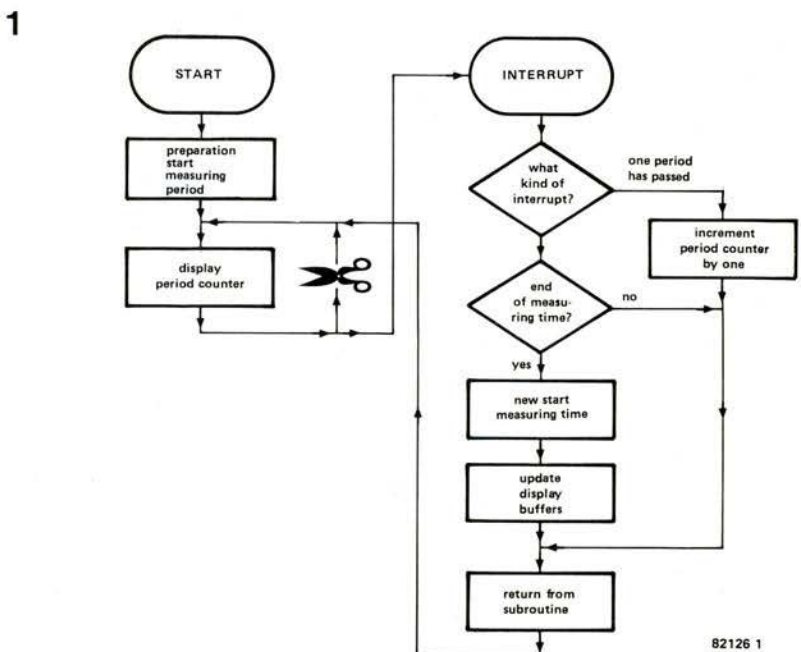 1
START
preparation
start
measuring
period
display
period counter
INTERRUPT
what
kind of
interrupt?
one period
has passed
increment
period counter
by one
end
of measu-
ring time?
no
yes
new start
measuring time
update
display
buffers
return from
subroutine
82126 1